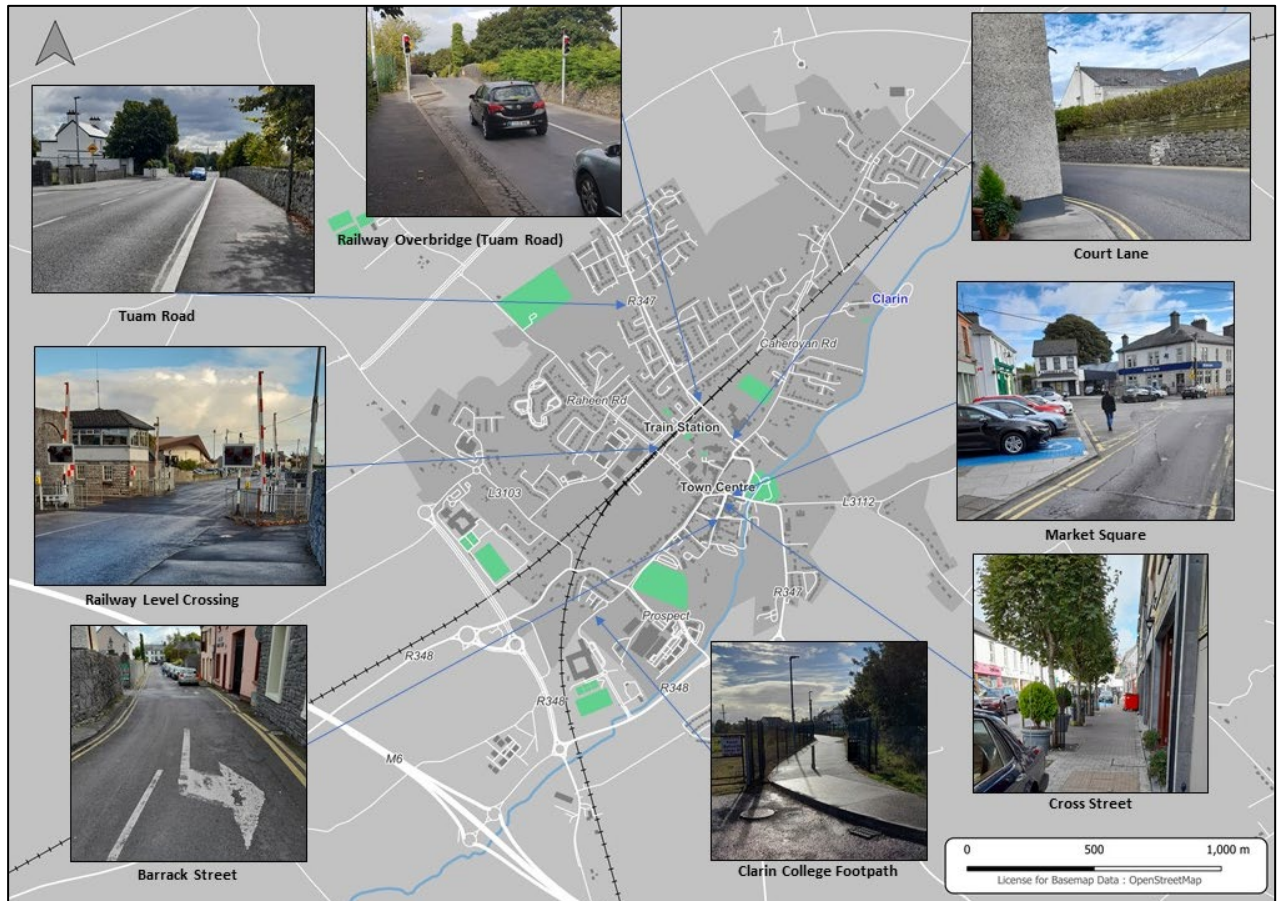 Railway Overbridge (Tuam Road)
Court Lane
Tuam Road
R347
Clarin
Caheroyan Rd
Raheen Rd
Train Station
Town Centre
L3103
L3112
Market Square
Railway Level Crossing
R347
Prospect
R348
R348
R348
M6
Barrack Street
Clarin College Footpath
Cross Street
0 500 1,000 m
License for Basemap Data : OpenStreetMap